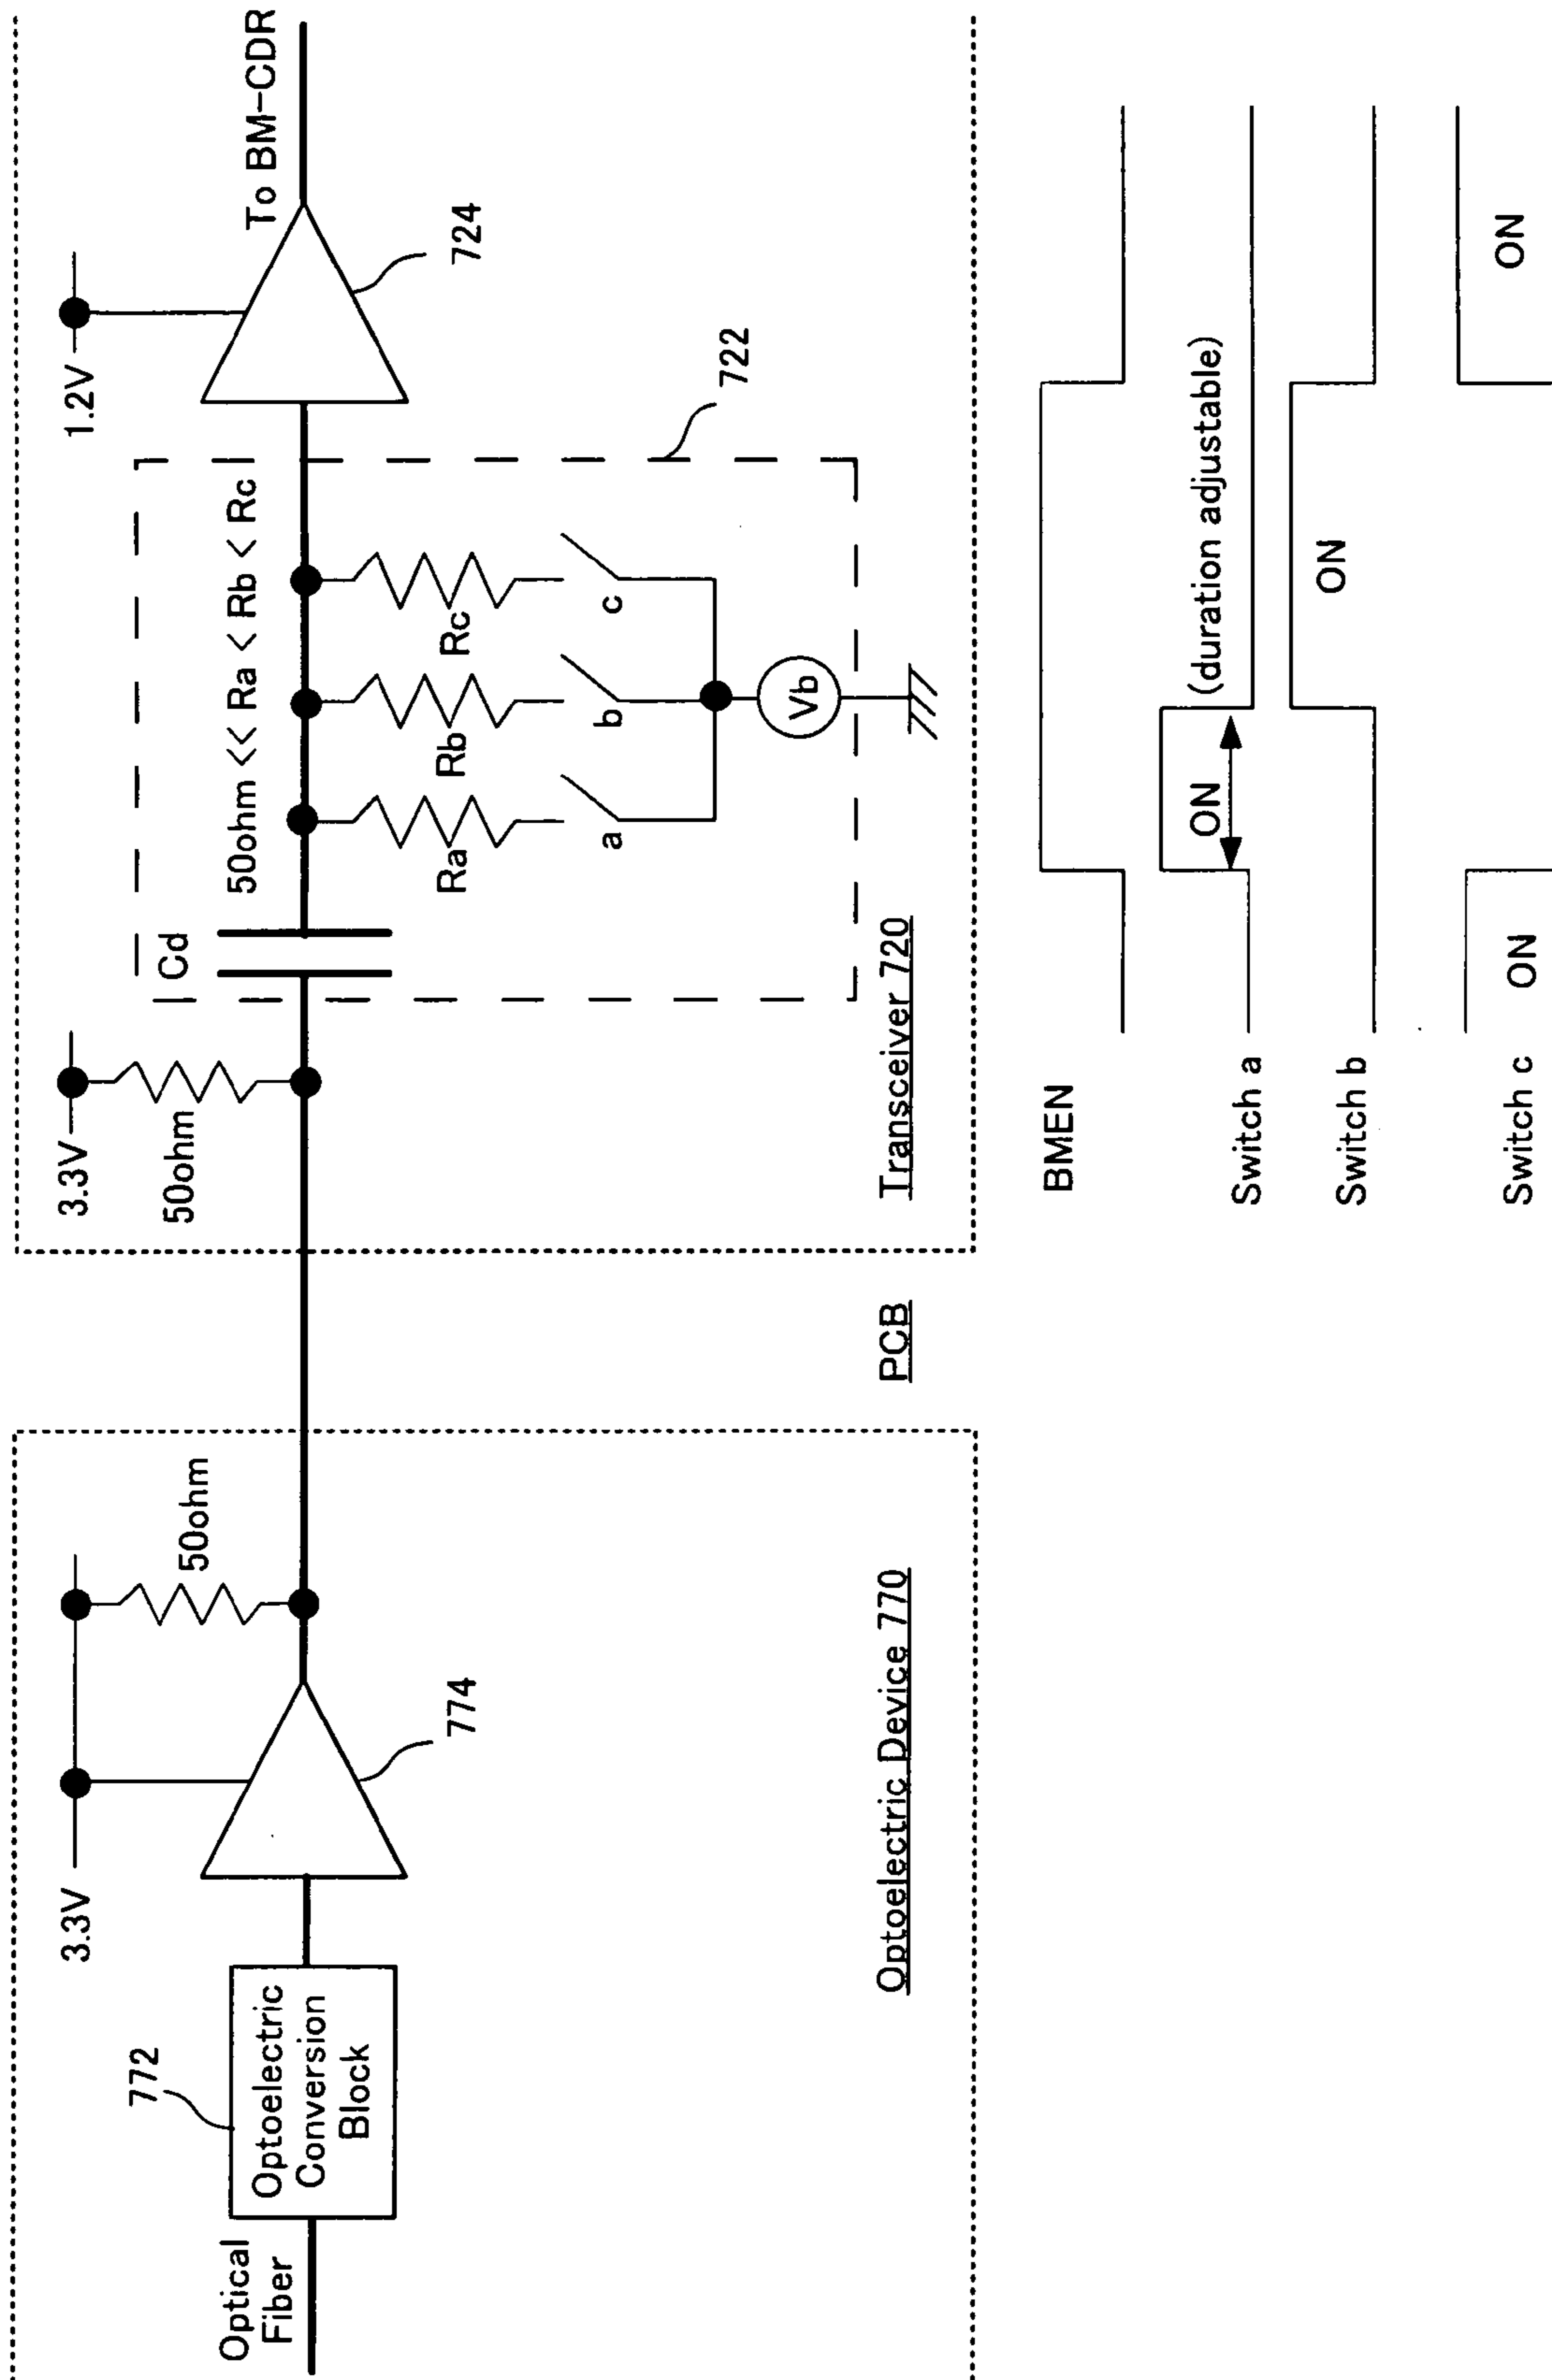 Optical
Fiber
772
Optoelectric
Conversion
Block
3.3V
774
50ohm
Optoelectric Device 770
PCB
3.3V
50ohm
Cd
50ohm << Ra < Rb < Rc
Ra
Rb
Rc
a
b
c
Vb
722
1.2V
724
To BM-CDR
Transceiver 720
BMEN
Switch a
ON
(duration adjustable)
Switch b
ON
Switch c
ON
ON